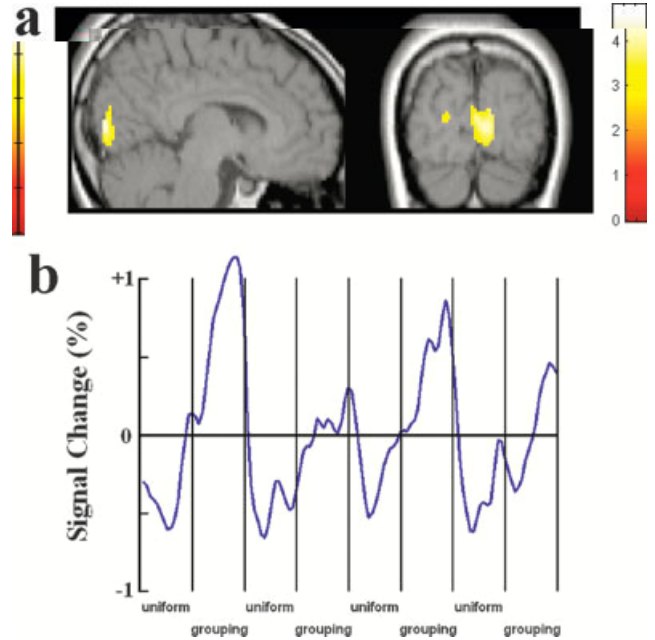 a
4
3
2
1
0
b
+1
0
-1
Signal Change (%)
uniform uniform uniform uniform
grouping grouping grouping grouping